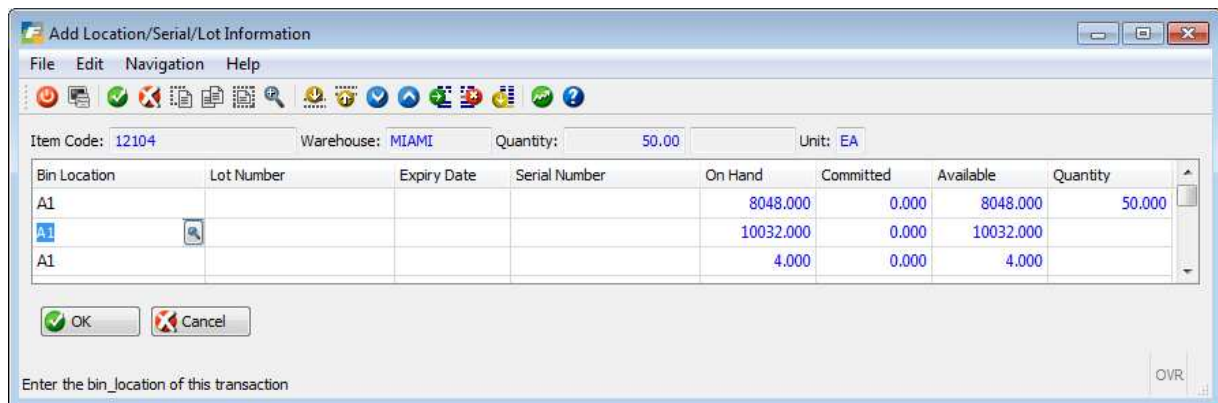 Add Location/Serial/Lot Information
File Edit Navigation Help
Item Code: 12104 Warehouse: MIAMI Quantity: 50.00 Unit: EA
Bin Location Lot Number Expiry Date Serial Number On Hand Committed Available Quantity
A1 8048.000 0.000 8048.000 50.000
A1 10032.000 0.000 10032.000
A1 4.000 0.000 4.000
OK Cancel
Enter the bin_location of this transaction OVR